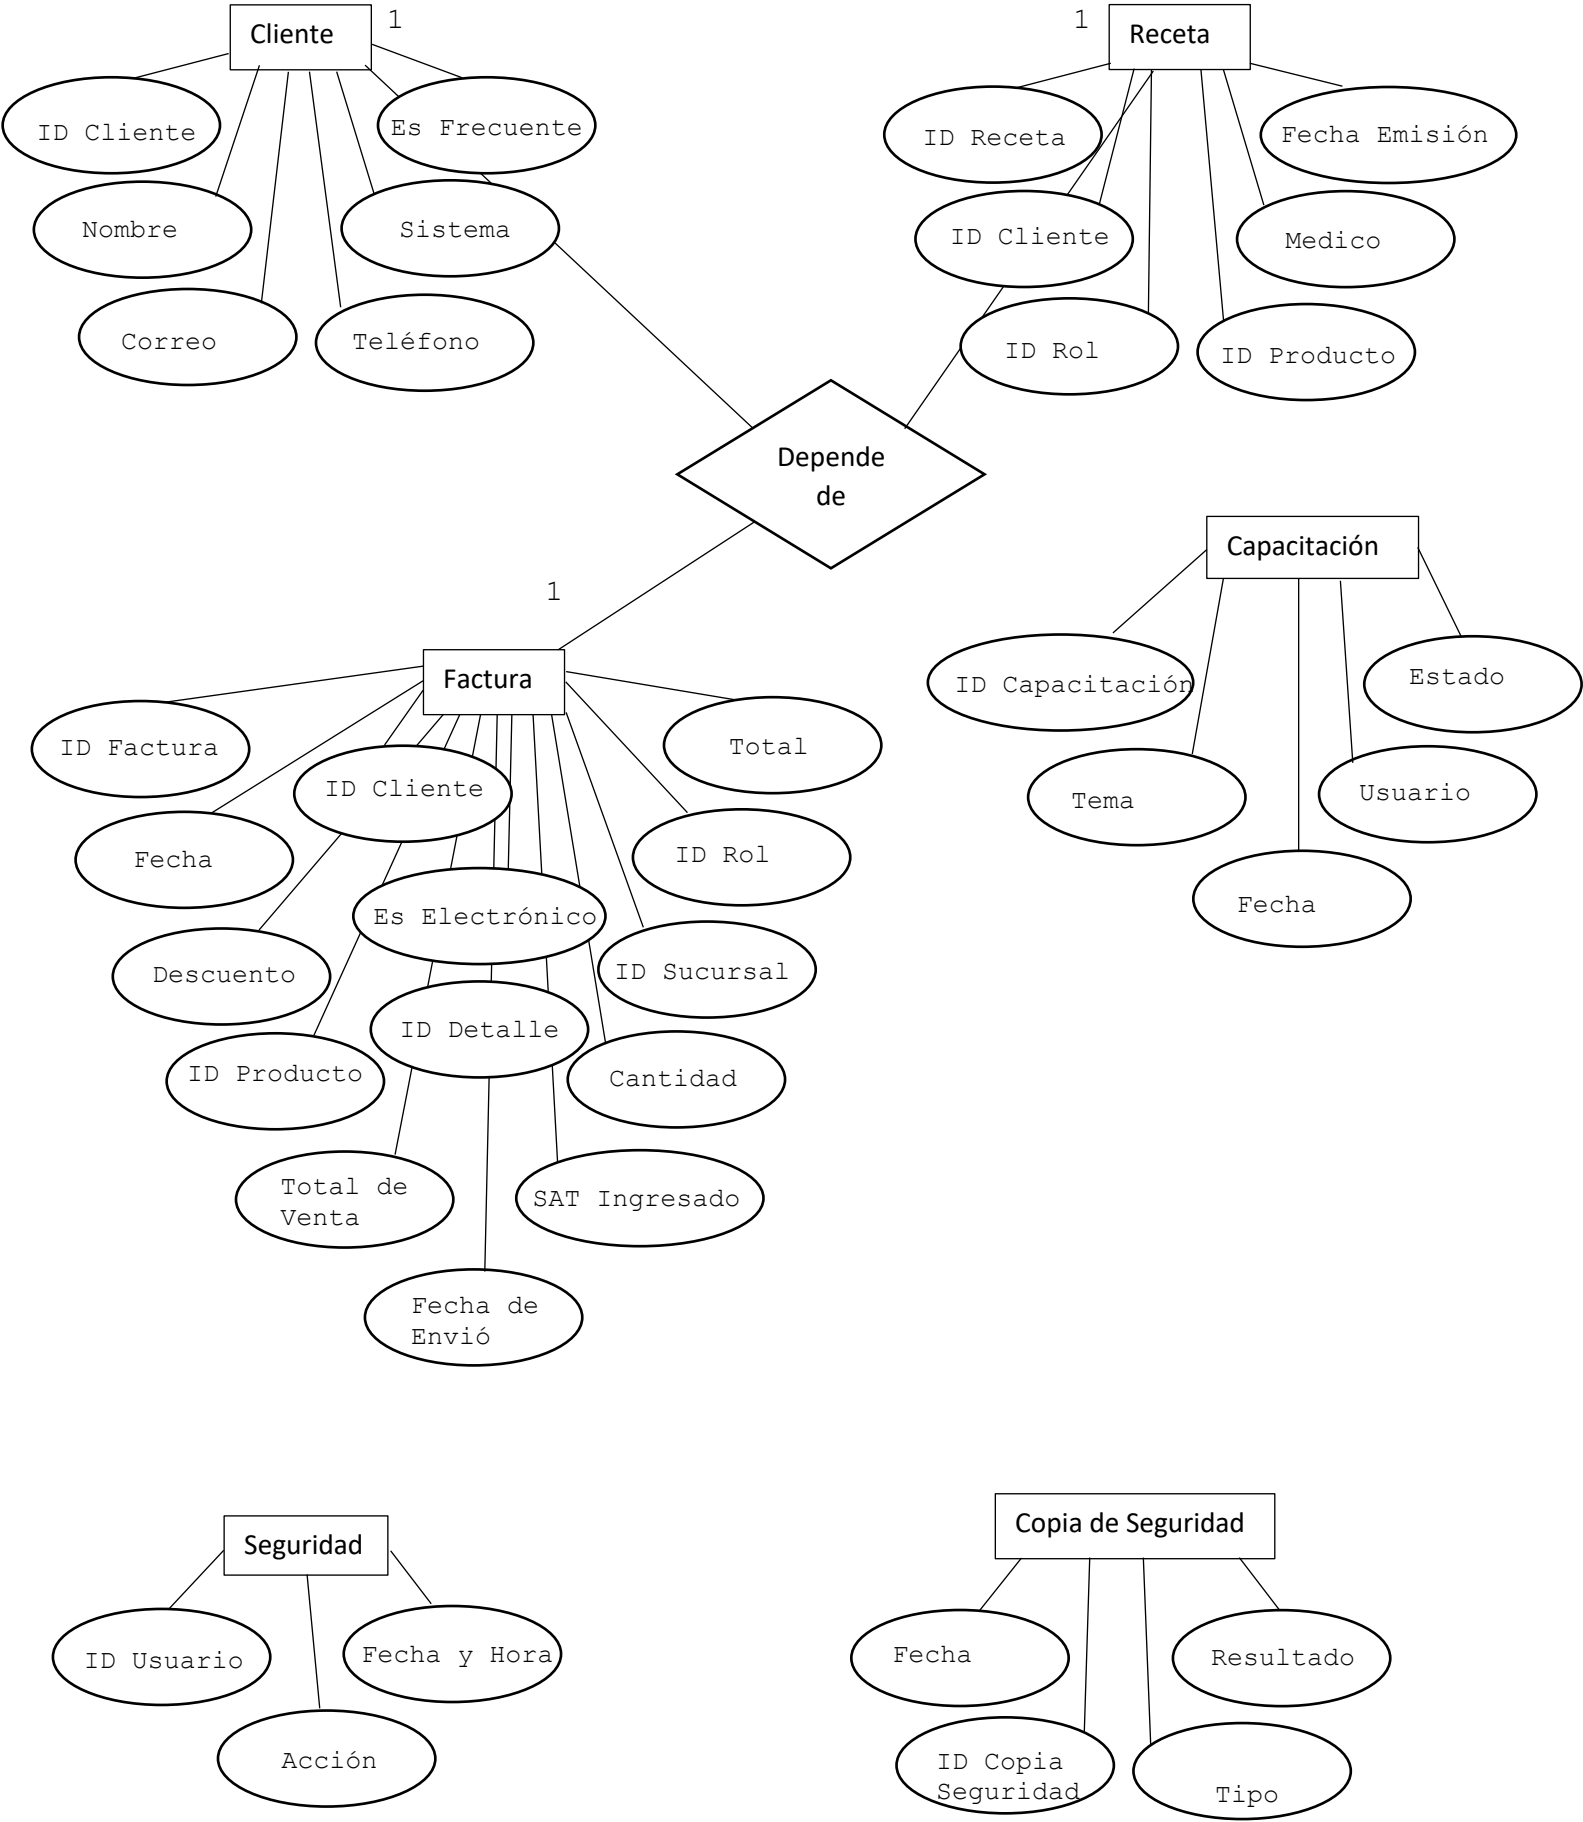 Cliente
1
ID Cliente
Es Frecuente
Nombre
Sistema
Correo
Teléfono
1
Receta
ID Receta
Fecha Emisión
ID Cliente
Medico
ID Rol
ID Producto
Depende
de
Capacitación
ID Capacitación
Estado
Tema
Usuario
Fecha
1
Factura
ID Factura
Total
ID Cliente
Fecha
ID Rol
Es Electrónico
Descuento
ID Sucursal
ID Detalle
ID Producto
Cantidad
Total de
Venta
SAT Ingresado
Fecha de
Envió
Seguridad
ID Usuario
Fecha y Hora
Acción
Copia de Seguridad
Fecha
Resultado
ID Copia
Seguridad
Tipo